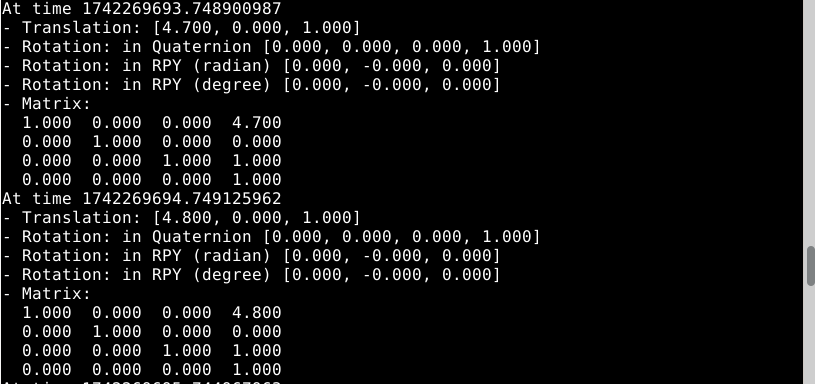 At time 1742269693.748900987
- Translation: [4.700, 0.000, 1.000]
- Rotation: in Quaternion [0.000, 0.000, 0.000, 1.000]
- Rotation: in RPY (radian) [0.000, -0.000, 0.000]
- Rotation: in RPY (degree) [0.000, -0.000, 0.000]
- Matrix:
  1.000  0.000  0.000  4.700
  0.000  1.000  0.000  0.000
  0.000  0.000  1.000  1.000
  0.000  0.000  0.000  1.000
At time 1742269694.749125962
- Translation: [4.800, 0.000, 1.000]
- Rotation: in Quaternion [0.000, 0.000, 0.000, 1.000]
- Rotation: in RPY (radian) [0.000, -0.000, 0.000]
- Rotation: in RPY (degree) [0.000, -0.000, 0.000]
- Matrix:
  1.000  0.000  0.000  4.800
  0.000  1.000  0.000  0.000
  0.000  0.000  1.000  1.000
  0.000  0.000  0.000  1.000
At time